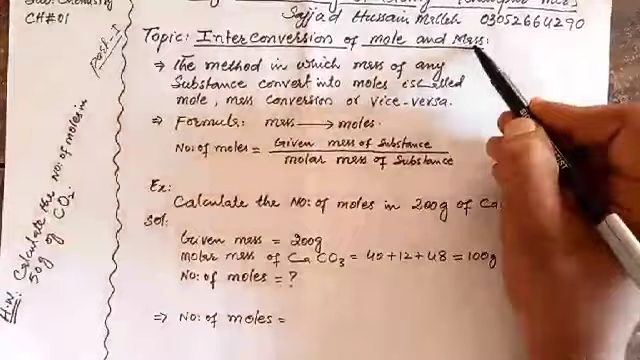 Sub: Chemistry
CH#01
Sajjad Husain Mallah 03052664290
Part-I
Topic: Interconversion of mole and Mass:
⇒ The method in which mass of any
Substance convert into moles is called
mole, mass conversion or vice-versa.
⇒ Formula: mass → moles.
No: of moles = Given mass of Substance
molar mass of Substance
Ex:
Calculate the No: of moles in 200g of Ca
Sol:
Given mass = 200g
molar mass of CaCO3 = 40+12+48 = 100g
No: of moles = ?
⇒ No: of moles =
H.W: Calculate the No: of moles in
50g of CO2.